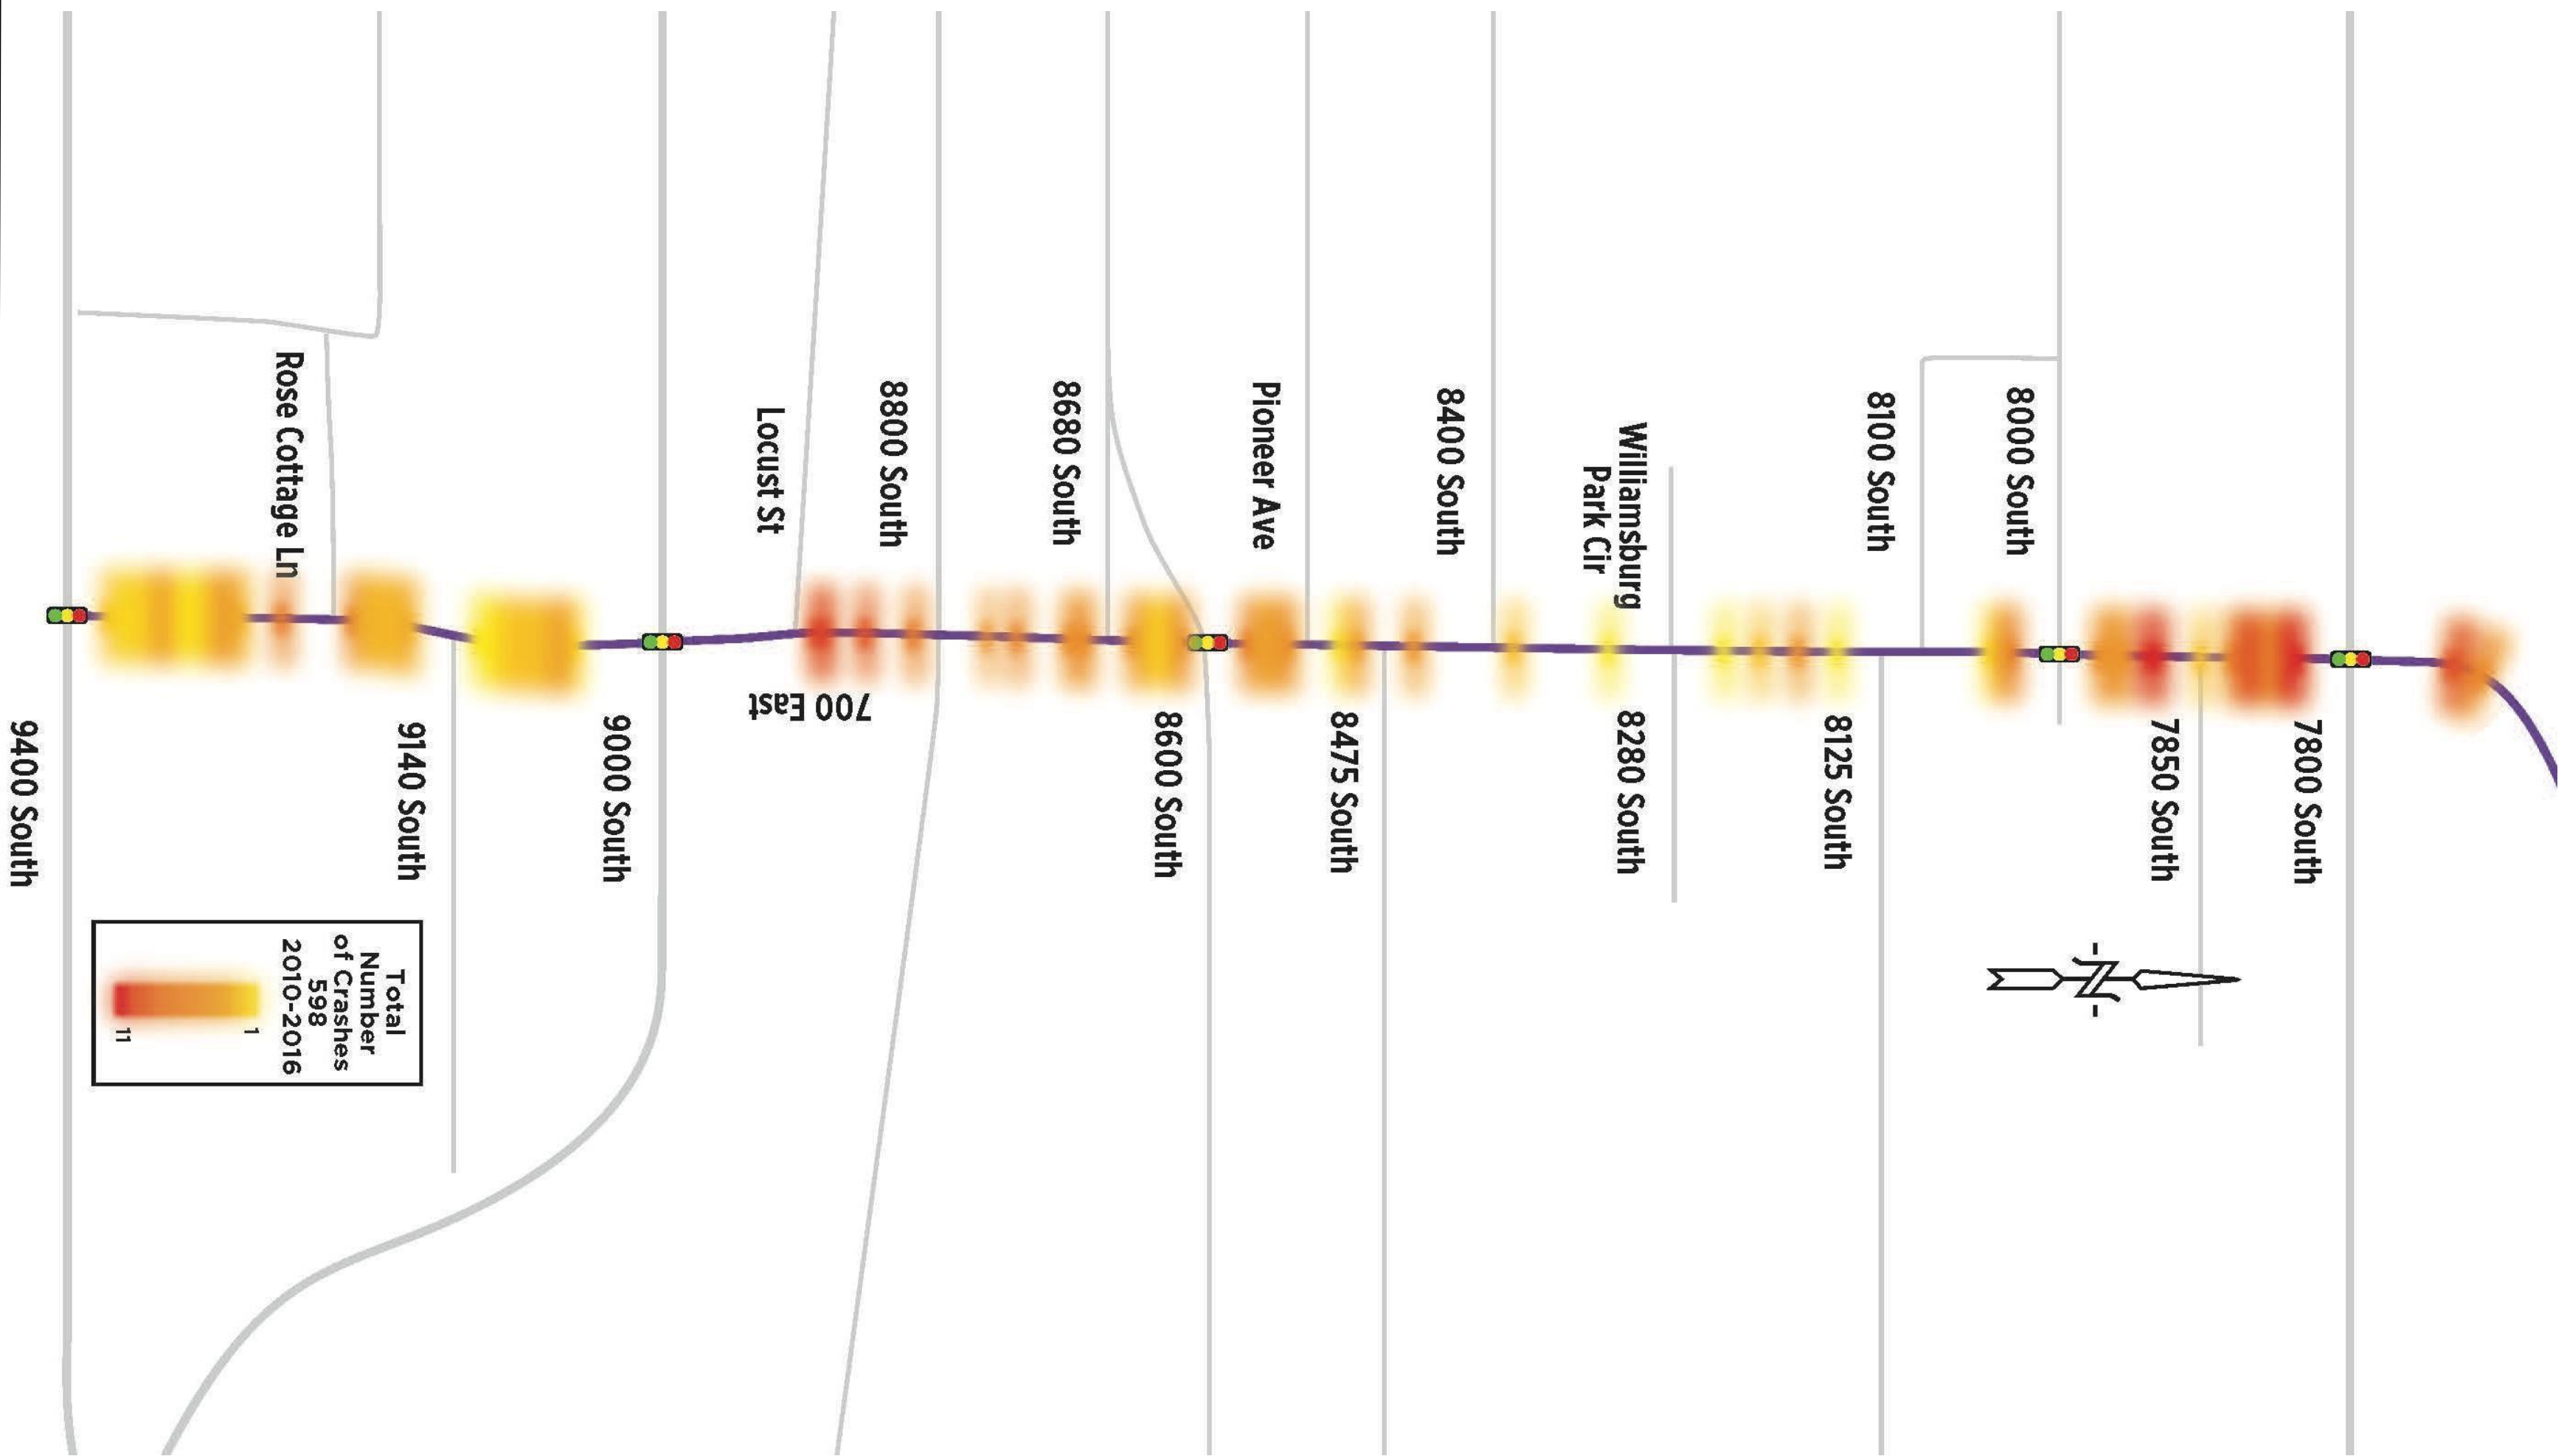 Rose Cottage Ln
Locust St
8800 South
8680 South
Pioneer Ave
8400 South
Williamsburg
Park Cir
8100 South
8000 South
700 East
9400 South
9140 South
9000 South
8600 South
8475 South
8280 South
8125 South
7850 South
7800 South
N
Total
Number
of Crashes
598
2010-2016
1
11